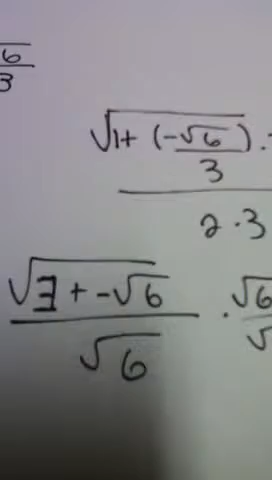 √6/3
√(1+(-√6/3)·
2·3
√(3+-√6)/√6 · √6/√